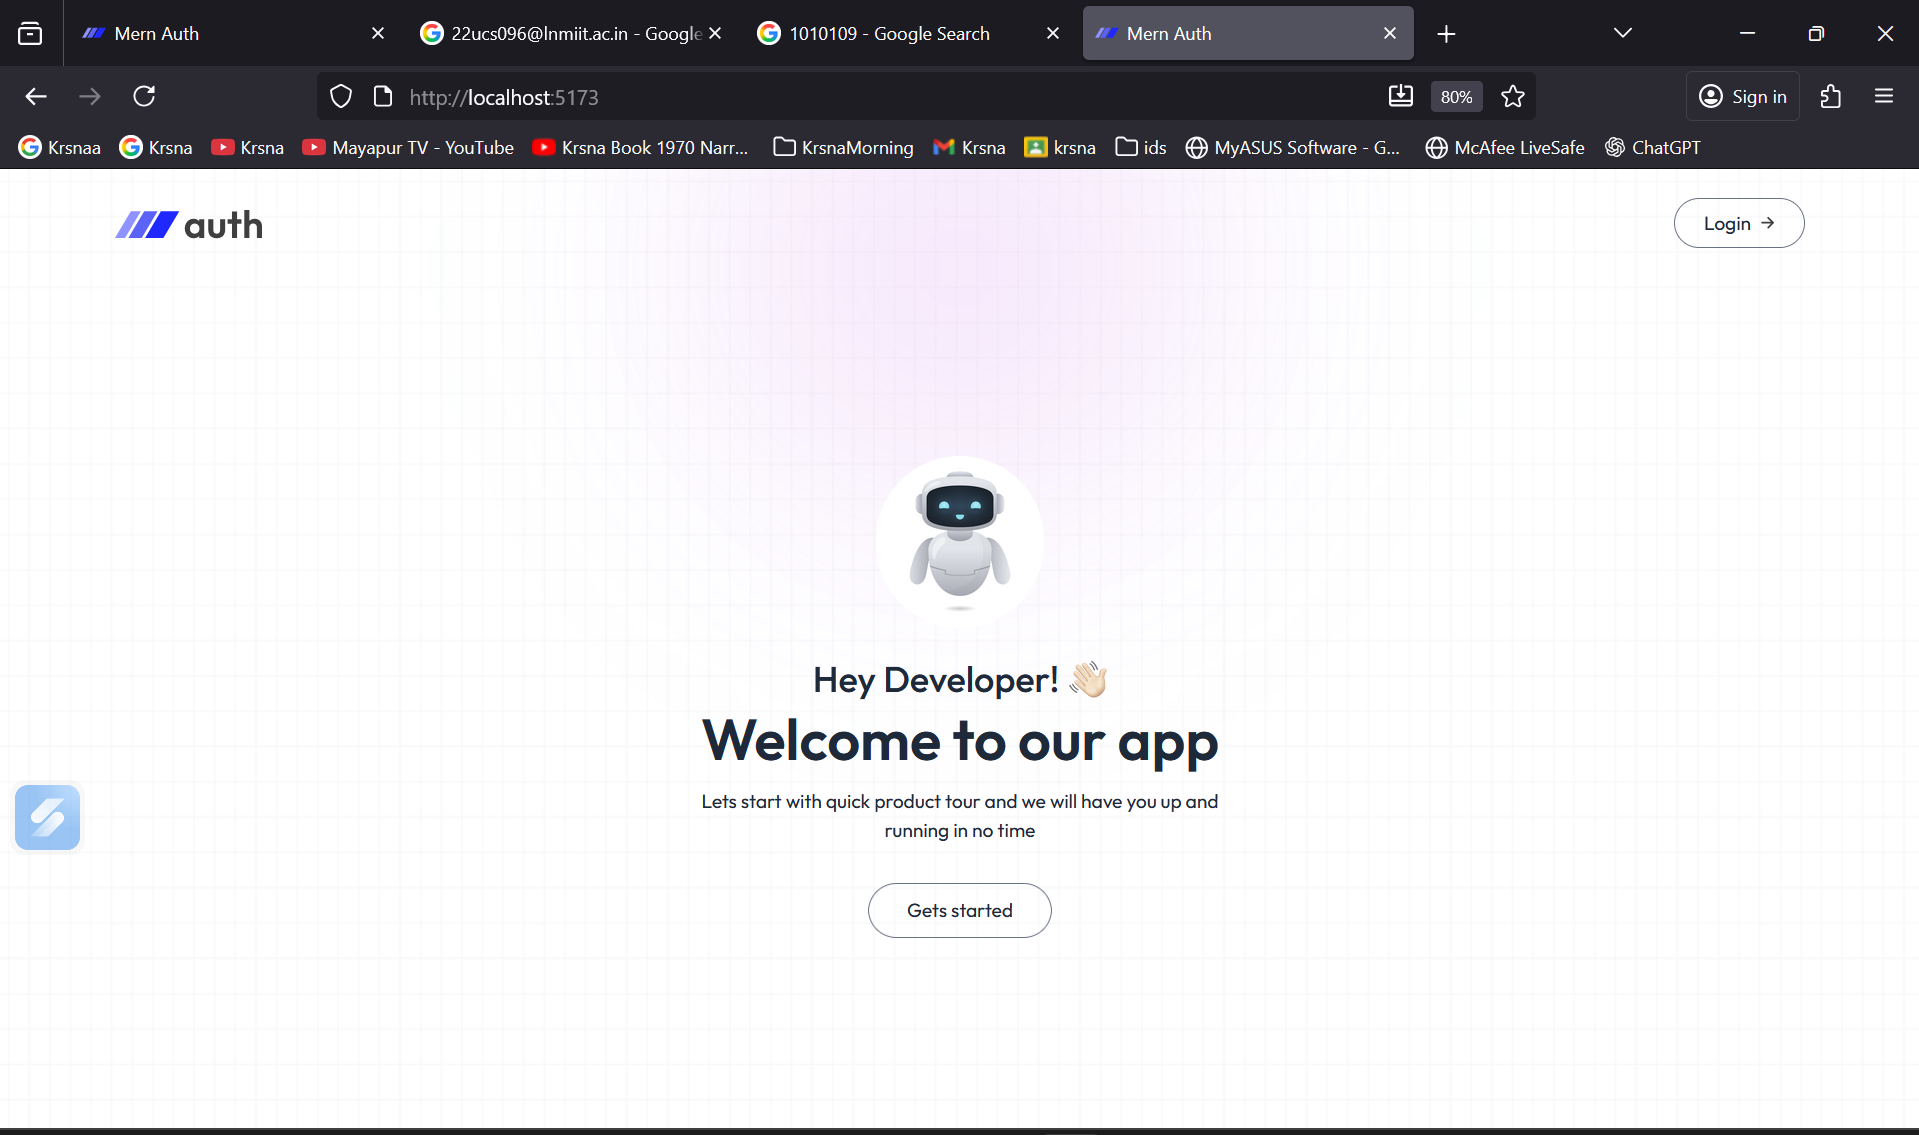 Mern Auth
22ucs096@lnmiit.ac.in - Google
1010109 - Google Search
Mern Auth
http://localhost:5173
80%
Sign in
Krsnaa
Krsna
Krsna
Mayapur TV - YouTube
Krsna Book 1970 Narr...
KrsnaMorning
Krsna
krsna
ids
MyASUS Software - G...
McAfee LiveSafe
ChatGPT
auth
Login →
Hey Developer! 👋🏻
Welcome to our app
Lets start with quick product tour and we will have you up and
running in no time
Gets started